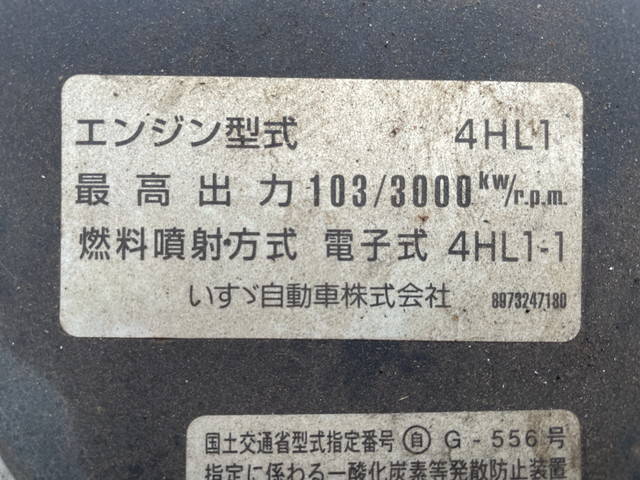 エンジン型式 4HL1
最高出力 103/3000 kw/r.p.m.
燃料噴射方式 電子式 4HL1-1
いすゞ自動車株式会社 8973247180
国土交通省型式指定番号 ㊀自 G-556号
指定に係わる一酸化炭素等発散防止装置